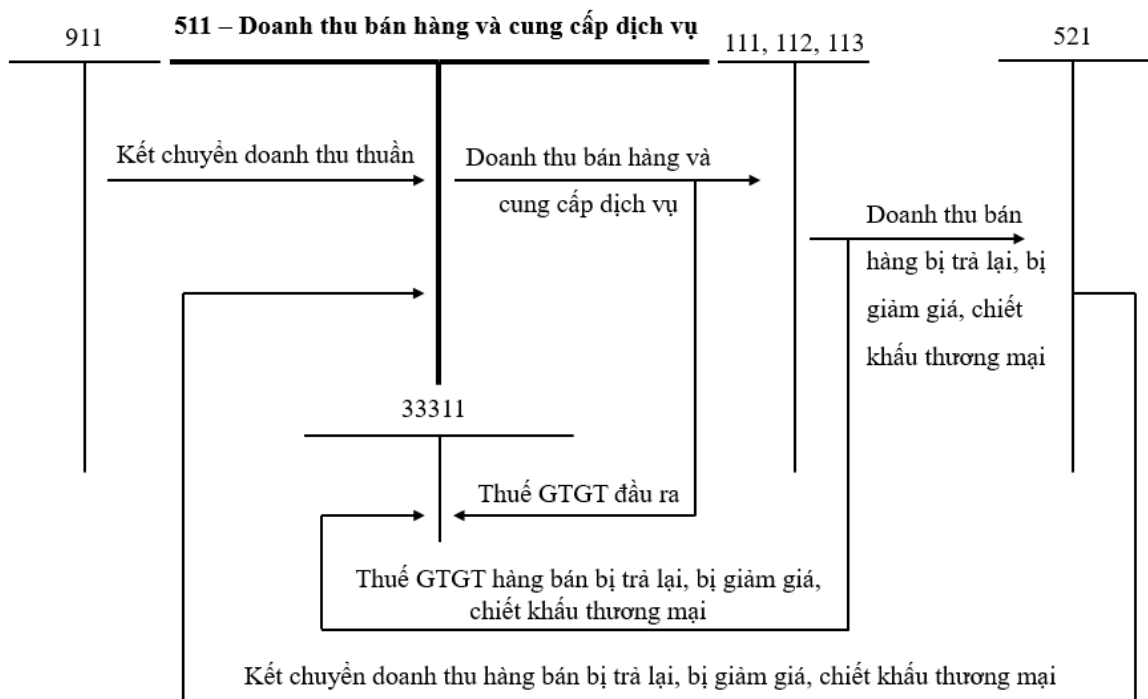 511 – Doanh thu bán hàng và cung cấp dịch vụ
911
111, 112, 113
521
Kết chuyển doanh thu thuần
Doanh thu bán hàng và
cung cấp dịch vụ
Doanh thu bán
hàng bị trả lại, bị
giảm giá, chiết
khấu thương mại
33311
Thuế GTGT đầu ra
Thuế GTGT hàng bán bị trả lại, bị giảm giá,
chiết khấu thương mại
Kết chuyển doanh thu hàng bán bị trả lại, bị giảm giá, chiết khấu thương mại